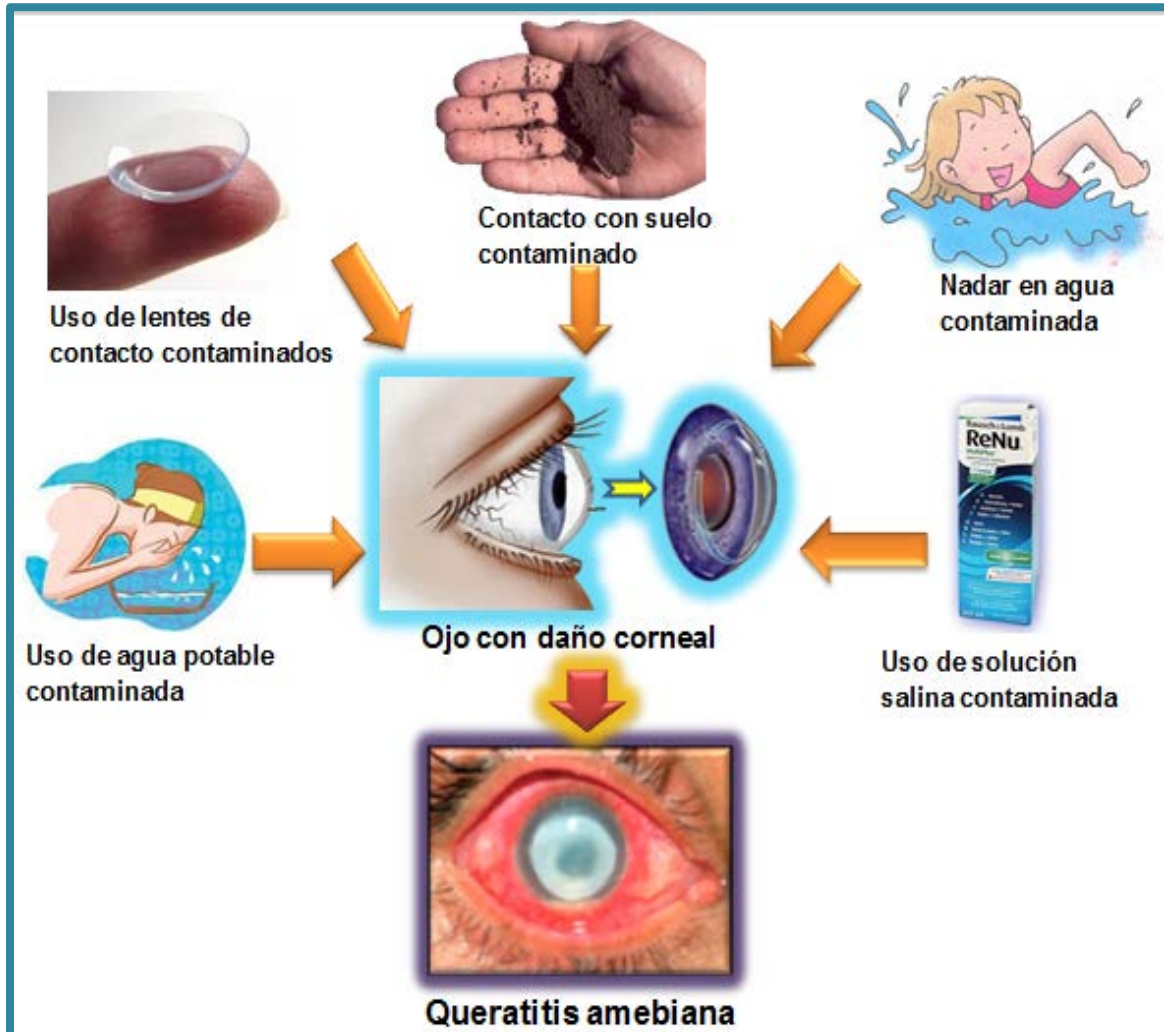 Contacto con suelo
contaminado
Uso de lentes de
contacto contaminados
Nadar en agua
contaminada
Bausch & Lomb
ReNu
Uso de agua potable
contaminada
Ojo con daño corneal
Uso de solución
salina contaminada
Queratitis amebiana